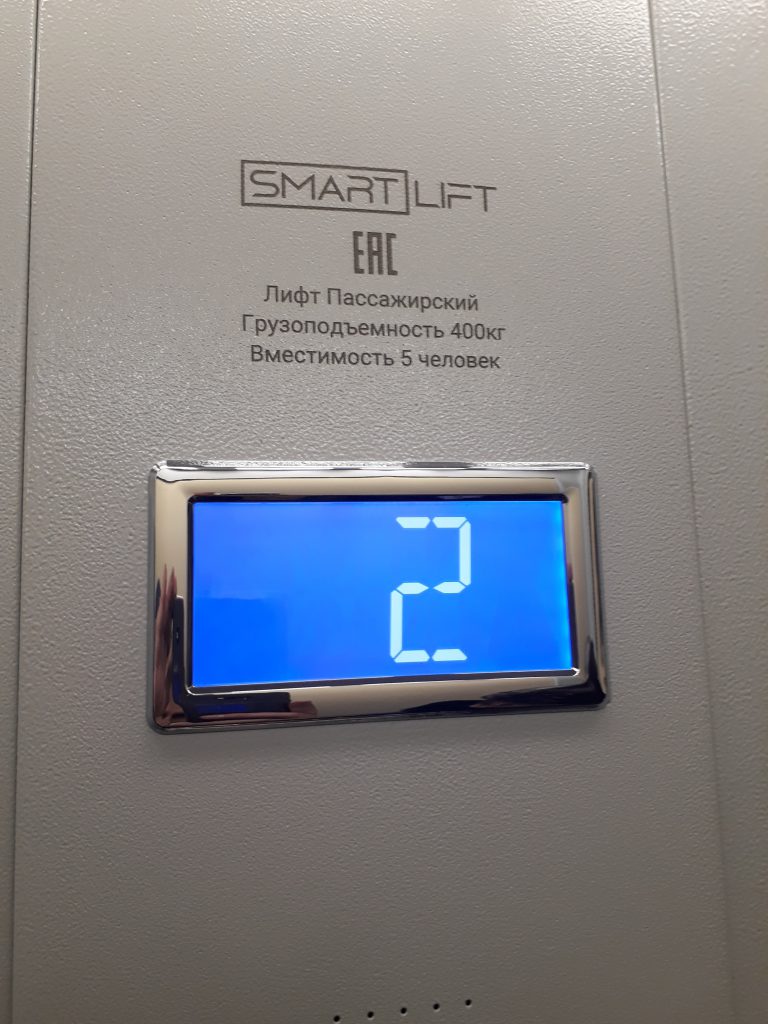 SMART LIFT
EAC
Лифт Пассажирский
Грузоподъемность 400кг
Вместимость 5 человек
2